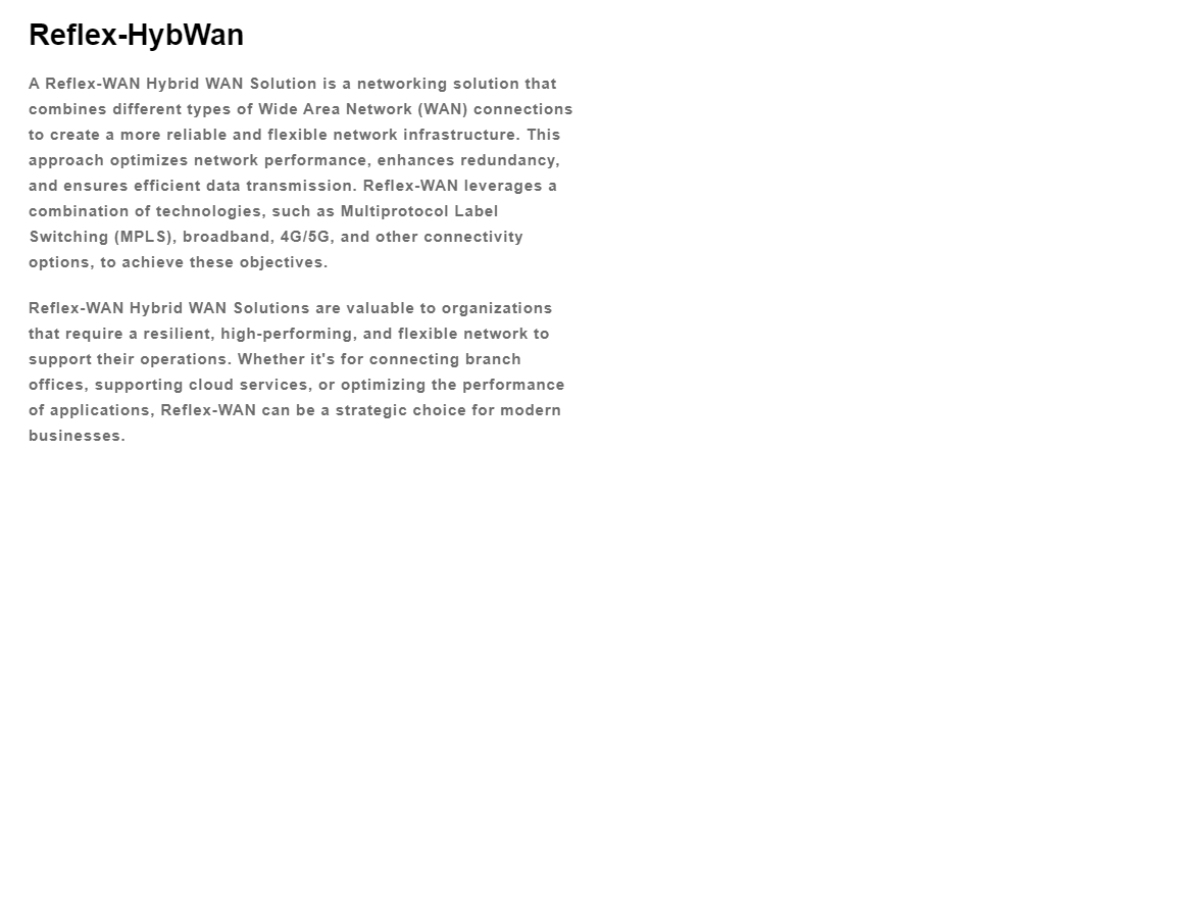 Reflex-HybWan
A Reflex-WAN Hybrid WAN Solution is a networking solution that
combines different types of Wide Area Network (WAN) connections
to create a more reliable and flexible network infrastructure. This
approach optimizes network performance, enhances redundancy,
and ensures efficient data transmission. Reflex-WAN leverages a
combination of technologies, such as Multiprotocol Label
Switching (MPLS), broadband, 4G/5G, and other connectivity
options, to achieve these objectives.
Reflex-WAN Hybrid WAN Solutions are valuable to organizations
that require a resilient, high-performing, and flexible network to
support their operations. Whether it's for connecting branch
offices, supporting cloud services, or optimizing the performance
of applications, Reflex-WAN can be a strategic choice for modern
businesses.